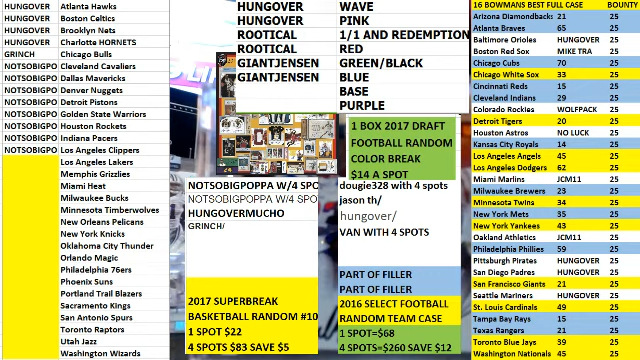 HUNGOVER Atlanta Hawks
HUNGOVER Boston Celtics
HUNGOVER Brooklyn Nets
HUNGOVER Charlotte HORNETS
GRINCH Chicago Bulls
NOTSOBIGPO Cleveland Cavaliers
NOTSOBIGPO Dallas Mavericks
NOTSOBIGPO Denver Nuggets
NOTSOBIGPO Detroit Pistons
NOTSOBIGPO Golden State Warriors
NOTSOBIGPO Houston Rockets
NOTSOBIGPO Indiana Pacers
NOTSOBIGPO Los Angeles Clippers
Los Angeles Lakers
Memphis Grizzlies
Miami Heat
Milwaukee Bucks
Minnesota Timberwolves
New Orleans Pelicans
New York Knicks
Oklahoma City Thunder
Orlando Magic
Philadelphia 76ers
Phoenix Suns
Portland Trail Blazers
Sacramento Kings
San Antonio Spurs
Toronto Raptors
Utah Jazz
Washington Wizards
HUNGOVER WAVE
HUNGOVER PINK
ROOTICAL 1/1 AND REDEMPTION
ROOTICAL RED
GIANTJENSEN GREEN/BLACK
GIANTJENSEN BLUE
BASE
PURPLE
1 BOX 2017 DRAFT
FOOTBALL RANDOM
COLOR BREAK
$14 A SPOT
NOTSOBIGPOPPA W/4 SPO
NOTSOBIGPOPPA W/4 SPO
HUNGOVERMUCHO
GRINCH/
2017 SUPERBREAK
BASKETBALL RANDOM #10
1 SPOT $22
4 SPOTS $83 SAVE $5
dougie328 with 4 spots
jason th/
hungover/
VAN WITH 4 SPOTS
PART OF FILLER
PART OF FILLER
2016 SELECT FOOTBALL
RANDOM TEAM CASE
1 SPOT=$68
4 SPOTS=$260 SAVE $12
16 BOWMANS BEST FULL CASE BOUNTY
Arizona Diamondbacks 21 25
Atlanta Braves 65 25
Baltimore Orioles HUNGOVER 25
Boston Red Sox MIKE TRA 25
Chicago Cubs 70 25
Chicago White Sox 33 25
Cincinnati Reds 15 25
Cleveland Indians 29 25
Colorado Rockies WOLFPACK 25
Detroit Tigers 20 25
Houston Astros NO LUCK 25
Kansas City Royals 14 25
Los Angeles Angels 45 25
Los Angeles Dodgers 62 25
Miami Marlins JCM11 25
Milwaukee Brewers 23 25
Minnesota Twins 34 25
New York Mets 35 25
New York Yankees 43 25
Oakland Athletics JCM11 25
Philadelphia Phillies 59 25
Pittsburgh Pirates HUNGOVER 25
San Diego Padres HUNGOVER 25
San Francisco Giants 21 25
Seattle Mariners HUNGOVER 25
St. Louis Cardinals 49 25
Tampa Bay Rays 15 25
Texas Rangers 21 25
Toronto Blue Jays 39 25
Washington Nationals 45 25